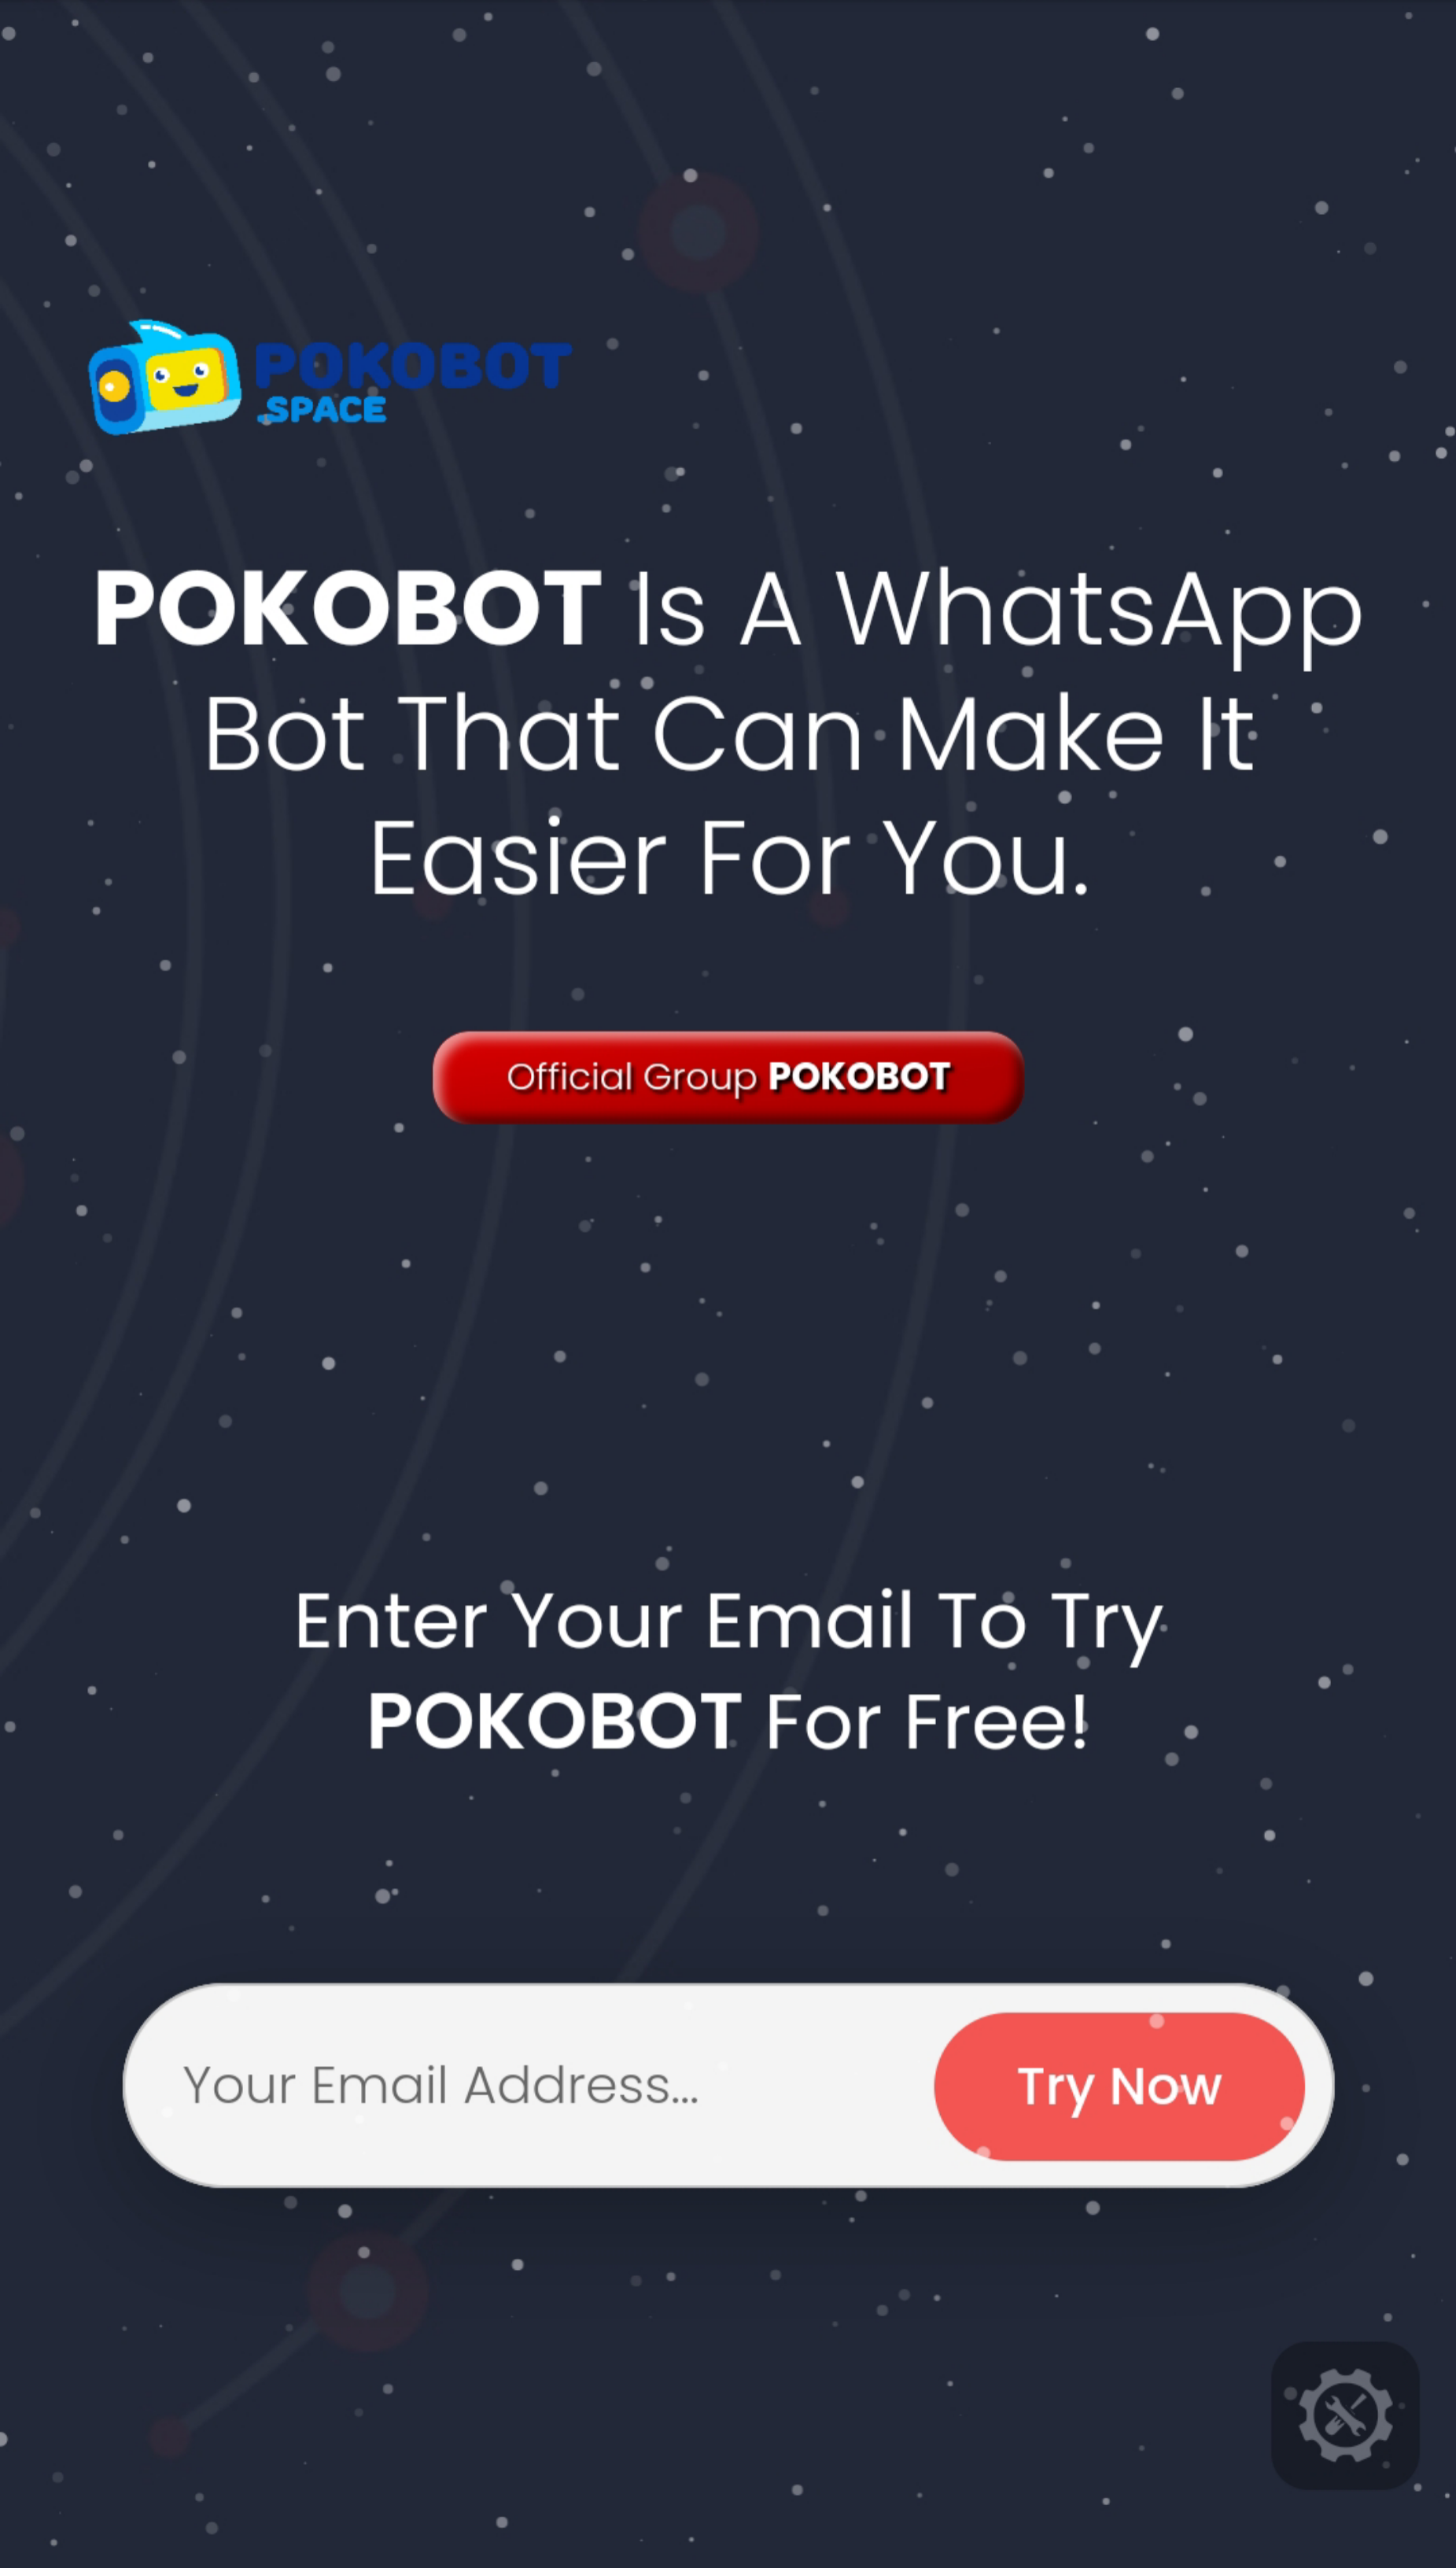 POKOBOT
.SPACE
POKOBOT Is A WhatsApp
Bot That Can Make It
Easier For You.
Official Group POKOBOT
Enter Your Email To Try
POKOBOT For Free!
Your Email Address...
Try Now